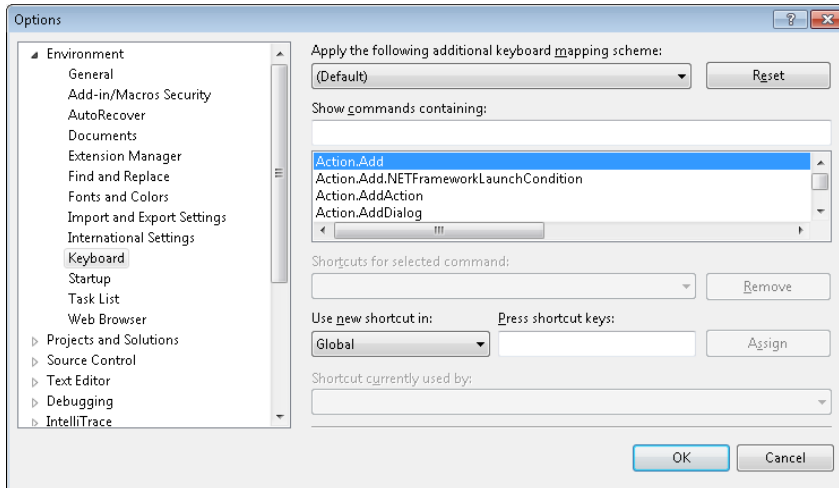 Options
Environment
General
Add-in/Macros Security
AutoRecover
Documents
Extension Manager
Find and Replace
Fonts and Colors
Import and Export Settings
International Settings
Keyboard
Startup
Task List
Web Browser
Projects and Solutions
Source Control
Text Editor
Debugging
IntelliTrace
Apply the following additional keyboard mapping scheme:
(Default)
Reset
Show commands containing:
Action.Add
Action.Add.NETFrameworkLaunchCondition
Action.AddAction
Action.AddDialog
Shortcuts for selected command:
Remove
Use new shortcut in:
Press shortcut keys:
Global
Assign
Shortcut currently used by:
OK
Cancel